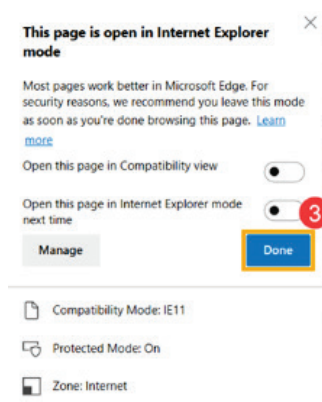 This page is open in Internet Explorer
mode
Most pages work better in Microsoft Edge. For
security reasons, we recommend you leave this mode
as soon as you're done browsing this page. Learn
more
Open this page in Compatibility view
Open this page in Internet Explorer mode
next time
3
Manage
Done
Compatibility Mode: IE11
Protected Mode: On
Zone: Internet